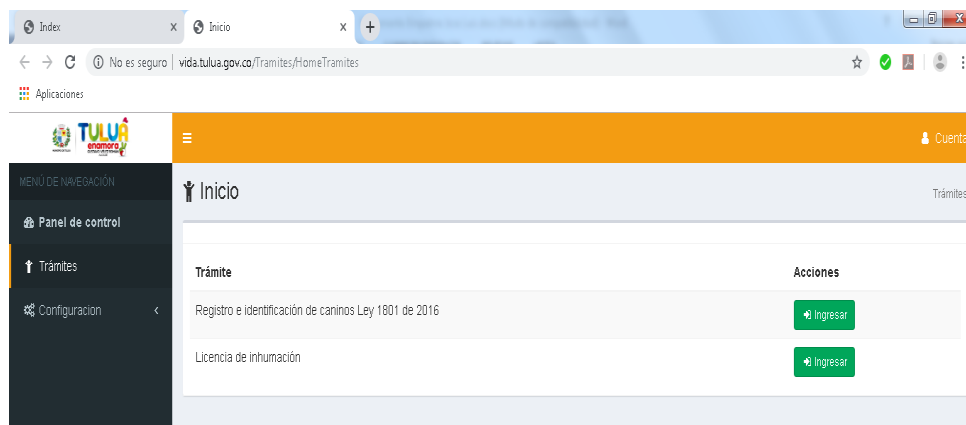 Index
Inicio
No es seguro | vida.tulua.gov.co/Tramites/HomeTramites
Aplicaciones
TULUÁ
enamora
Cuenta
MENÚ DE NAVEGACIÓN
Inicio
Trámites
Panel de control
Trámites
Trámite Acciones
Configuracion
Registro e identificación de caninos Ley 1801 de 2016 Ingresar
Licencia de inhumación Ingresar